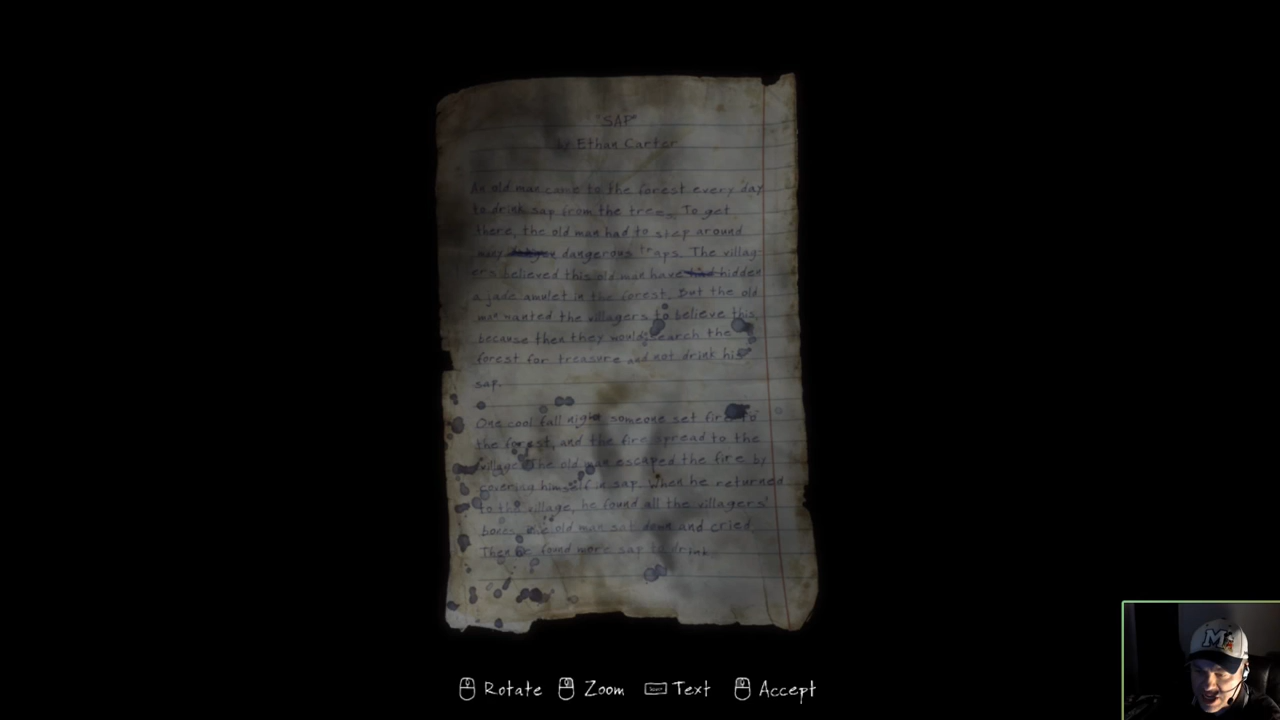 "SAP"
by Ethan Carter
An old man came to the forest every day
to drink sap from the trees. To get
there, the old man had to step around
many dangerous traps. The villag-
ers believed this old man have had hidden
a jade amulet in the forest. But the old
man wanted the villagers to believe this,
because then they would search the
forest for treasure and not drink his
sap.
One cool fall night someone set fire to
the forest, and the fire spread to the
village. The old man escaped the fire by
covering himself in sap. When he returned
to the village, he found all the villagers'
bones. The old man sat down and cried.
Then he found more sap to drink.
Rotate
Zoom
Text
Accept
M